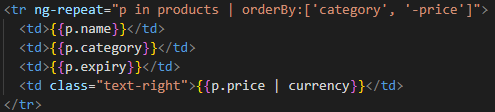 <tr ng-repeat="p in products | orderBy:['category', '-price']">
<td>{{p.name}}</td>
<td>{{p.category}}</td>
<td>{{p.expiry}}</td>
<td class="text-right">{{p.price | currency}}</td>
</tr>